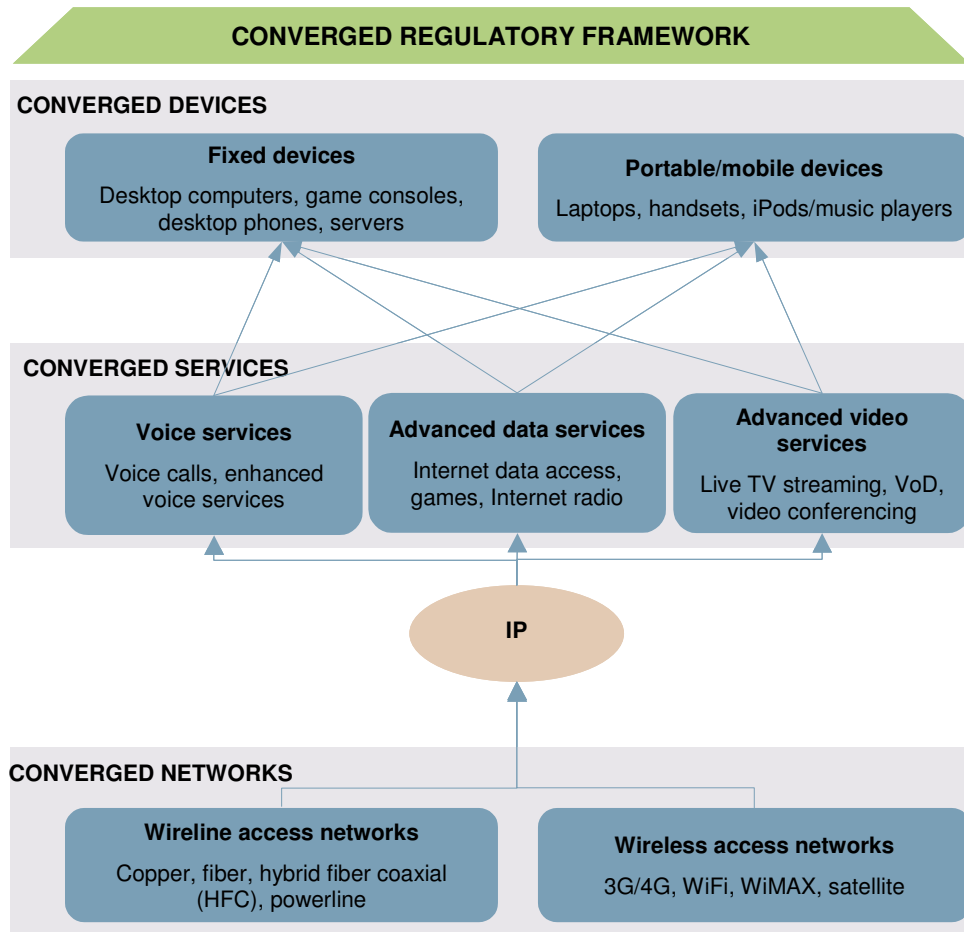 CONVERGED REGULATORY FRAMEWORK
CONVERGED DEVICES
Fixed devices
Desktop computers, game consoles,
desktop phones, servers
Portable/mobile devices
Laptops, handsets, iPods/music players
CONVERGED SERVICES
Voice services
Voice calls, enhanced
voice services
Advanced data services
Internet data access,
games, Internet radio
Advanced video
services
Live TV streaming, VoD,
video conferencing
IP
CONVERGED NETWORKS
Wireline access networks
Copper, fiber, hybrid fiber coaxial
(HFC), powerline
Wireless access networks
3G/4G, WiFi, WiMAX, satellite